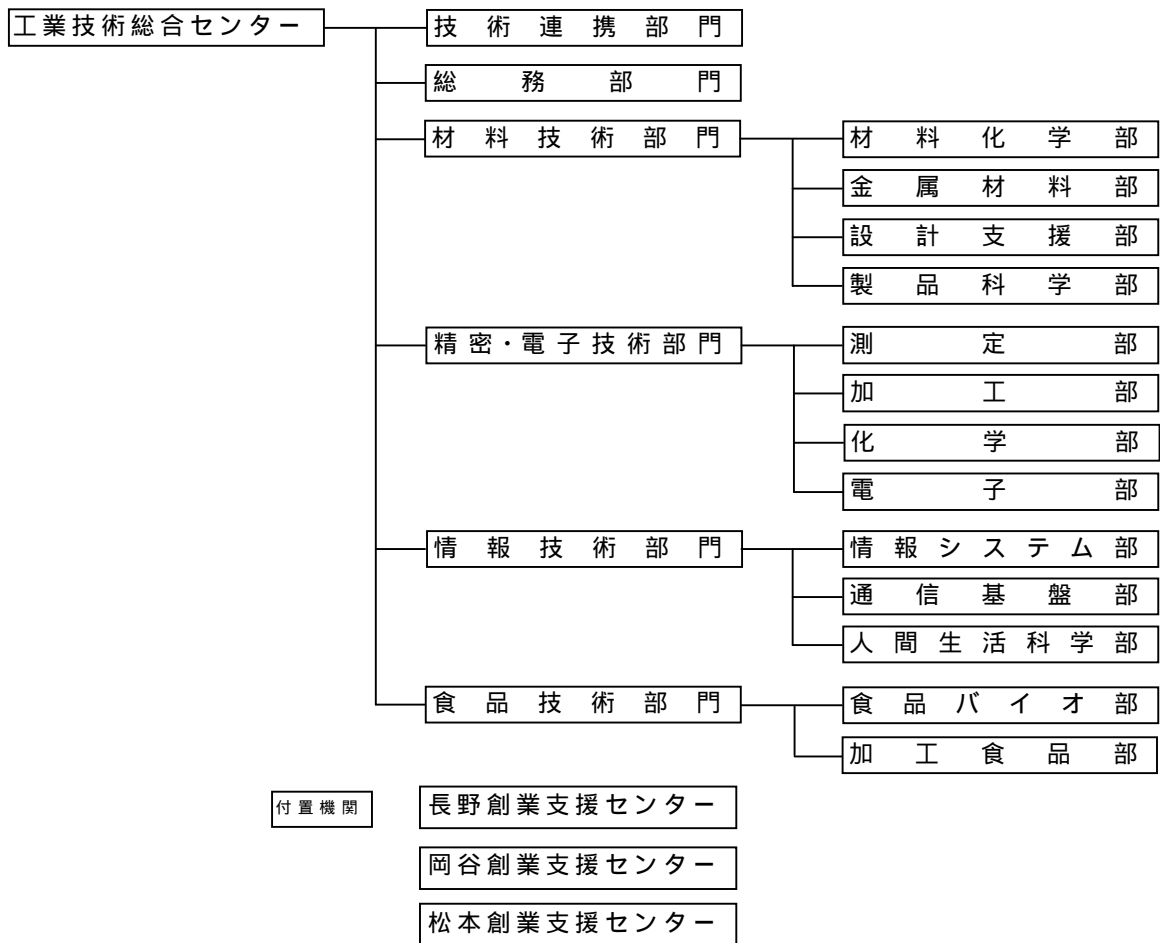 工業技術総合センター
技術連携部門
総務部門
材料技術部門
材料化学部
金属材料部
設計支援部
製品科学部
精密・電子技術部門
測定部
加工部
化学部
電子部
情報技術部門
情報システム部
通信基盤部
人間生活科学部
食品技術部門
食品バイオ部
加工食品部
付置機関
長野創業支援センター
岡谷創業支援センター
松本創業支援センター